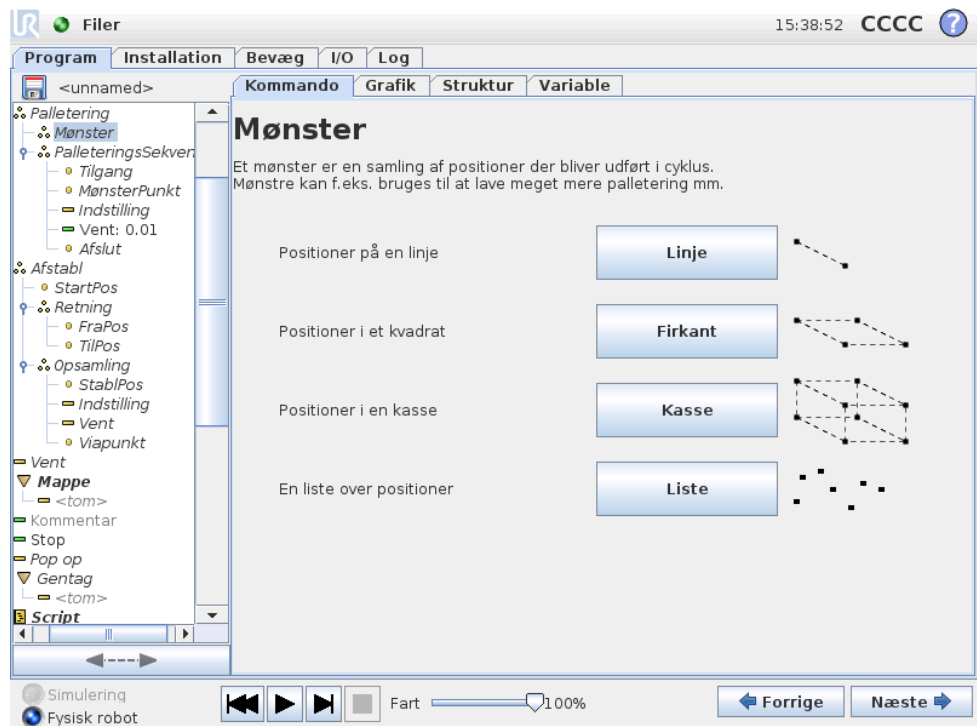 UR Filer 15:38:52 CCCC ?
Program Installation Bevæg I/O Log
<unnamed>
Kommando Grafik Struktur Variable
Palletering
Mønster
PalleteringsSekven
Tilgang
MønsterPunkt
Indstilling
Vent: 0.01
Afslut
Afstabl
StartPos
Retning
FraPos
TilPos
Opsamling
StablPos
Indstilling
Vent
Viapunkt
Vent
Mappe
<tom>
Kommentar
Stop
Pop op
Gentag
<tom>
Script
Mønster
Et mønster er en samling af positioner der bliver udført i cyklus.
Mønstre kan f.eks. bruges til at lave meget mere palletering mm.
Positioner på en linje Linje
Positioner i et kvadrat Firkant
Positioner i en kasse Kasse
En liste over positioner Liste
Simulering
Fysisk robot
Fart 100%
Forrige Næste